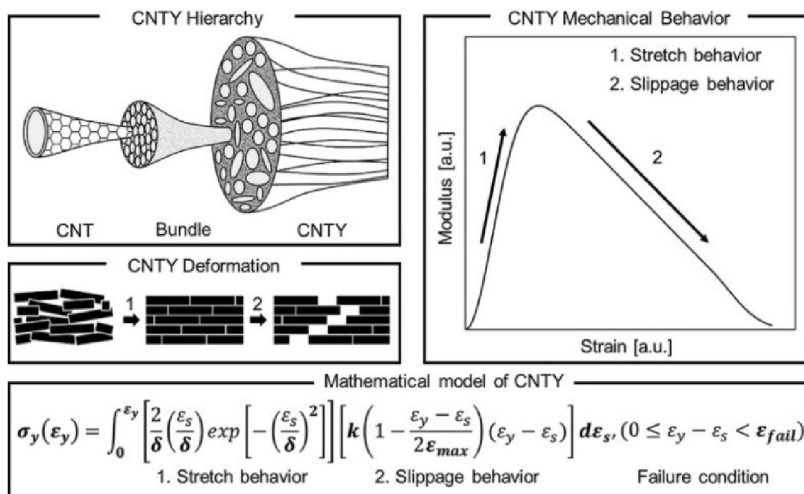 CNTY Hierarchy
CNT Bundle CNTY
CNTY Deformation
1 2
CNTY Mechanical Behavior
1. Stretch behavior
2. Slippage behavior
1
2
Modulus [a.u.]
Strain [a.u.]
Mathematical model of CNTY
σ_y(ε_y) = ∫_0^{ε_y} [2/δ (ε_s/δ) exp [−(ε_s/δ)^2]] [k (1 − (ε_y − ε_s)/(2ε_max)) (ε_y − ε_s)] dε_s, (0 ≤ ε_y − ε_s < ε_fail)
1. Stretch behavior 2. Slippage behavior Failure condition